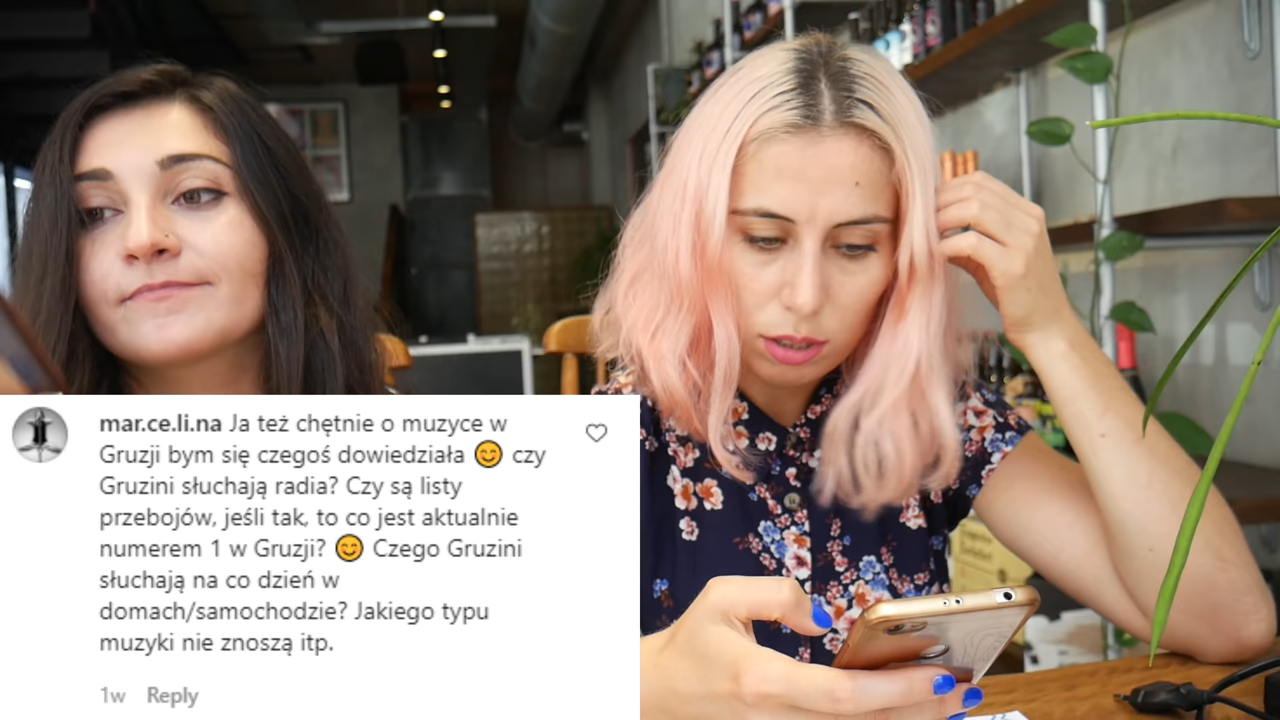 mar.ce.li.na Ja też chętnie o muzyce w
Gruzji bym się czegoś dowiedziała 😊 czy
Gruzini słuchają radia? Czy są listy
przebojów, jeśli tak, to co jest aktualnie
numerem 1 w Gruzji? 😊 Czego Gruzini
słuchają na co dzień w
domach/samochodzie? Jakiego typu
muzyki nie znoszą itp.
1w Reply